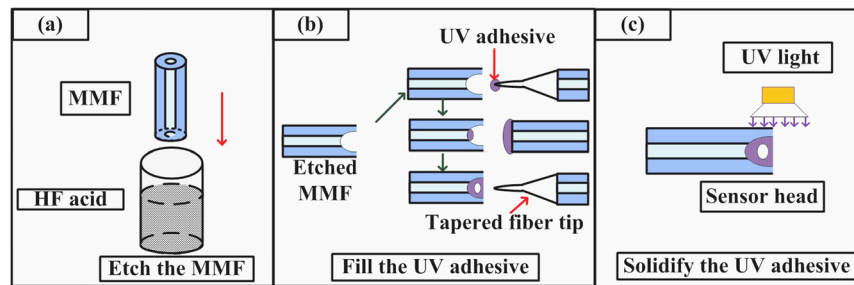 (a)
MMF
HF acid
Etch the MMF
(b)
UV adhesive
Etched
MMF
Tapered fiber tip
Fill the UV adhesive
(c)
UV light
Sensor head
Solidify the UV adhesive